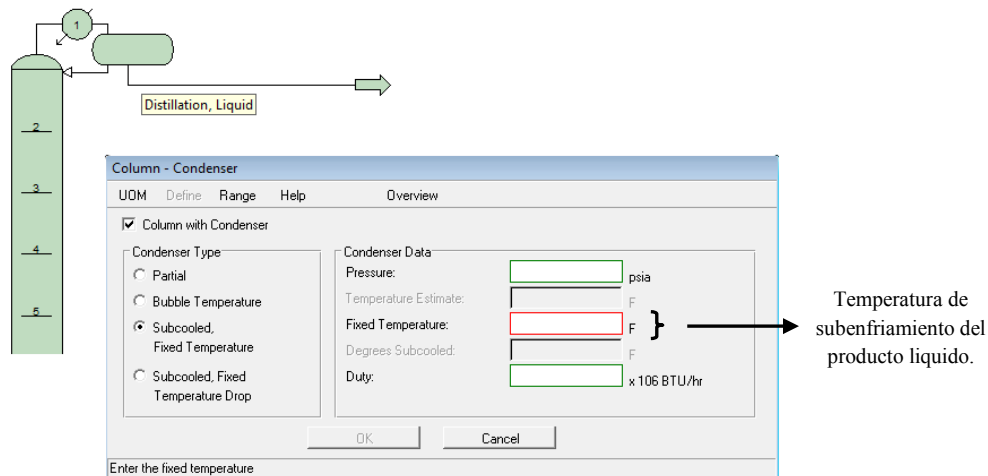 1
Distillation, Liquid
2
3
4
5
Column - Condenser
UOM Define Range Help Overview
Column with Condenser
Condenser Type
Partial
Bubble Temperature
Subcooled,
Fixed Temperature
Subcooled, Fixed
Temperature Drop
Condenser Data
Pressure: psia
Temperature Estimate: F
Fixed Temperature: F
Degrees Subcooled: F
Duty: x 106 BTU/hr
OK Cancel
Enter the fixed temperature
Temperatura de
subenfriamiento del
producto liquido.